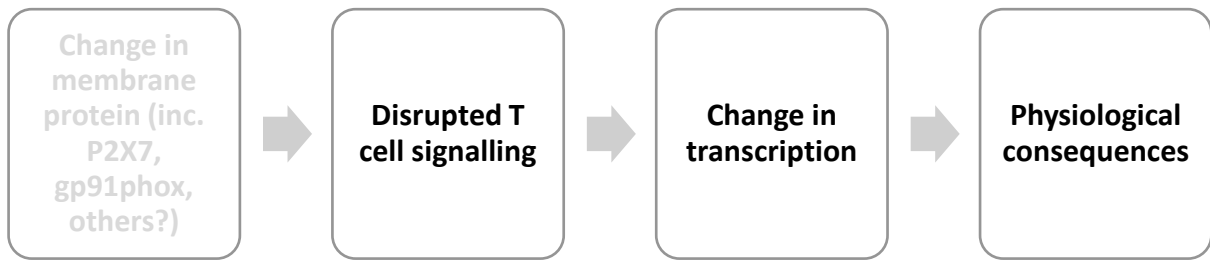 Change in
membrane
protein (inc.
P2X7,
gp91phox,
others?)
Disrupted T
cell signalling
Change in
transcription
Physiological
consequences